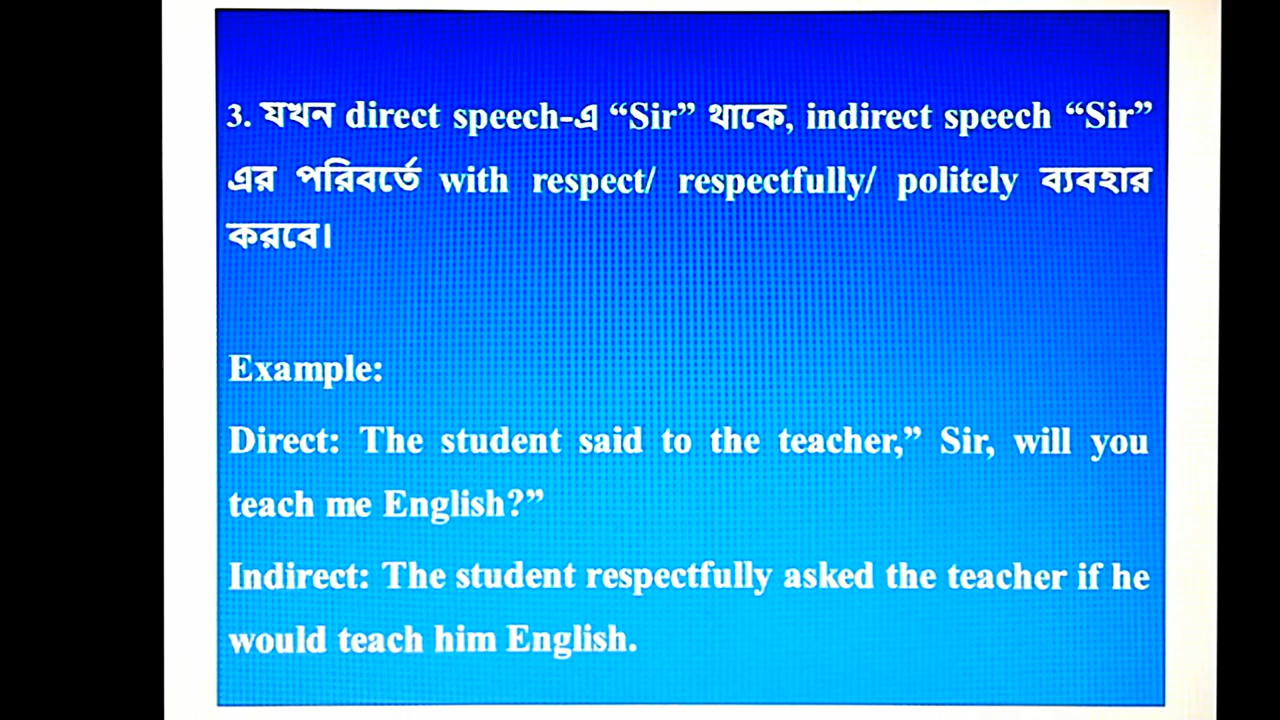 3. যখন direct speech-এ “Sir” থাকে, indirect speech “Sir”
এর পরিবর্তে with respect/ respectfully/ politely ব্যবহার
করবে।
Example:
Direct: The student said to the teacher,” Sir, will you
teach me English?”
Indirect: The student respectfully asked the teacher if he
would teach him English.